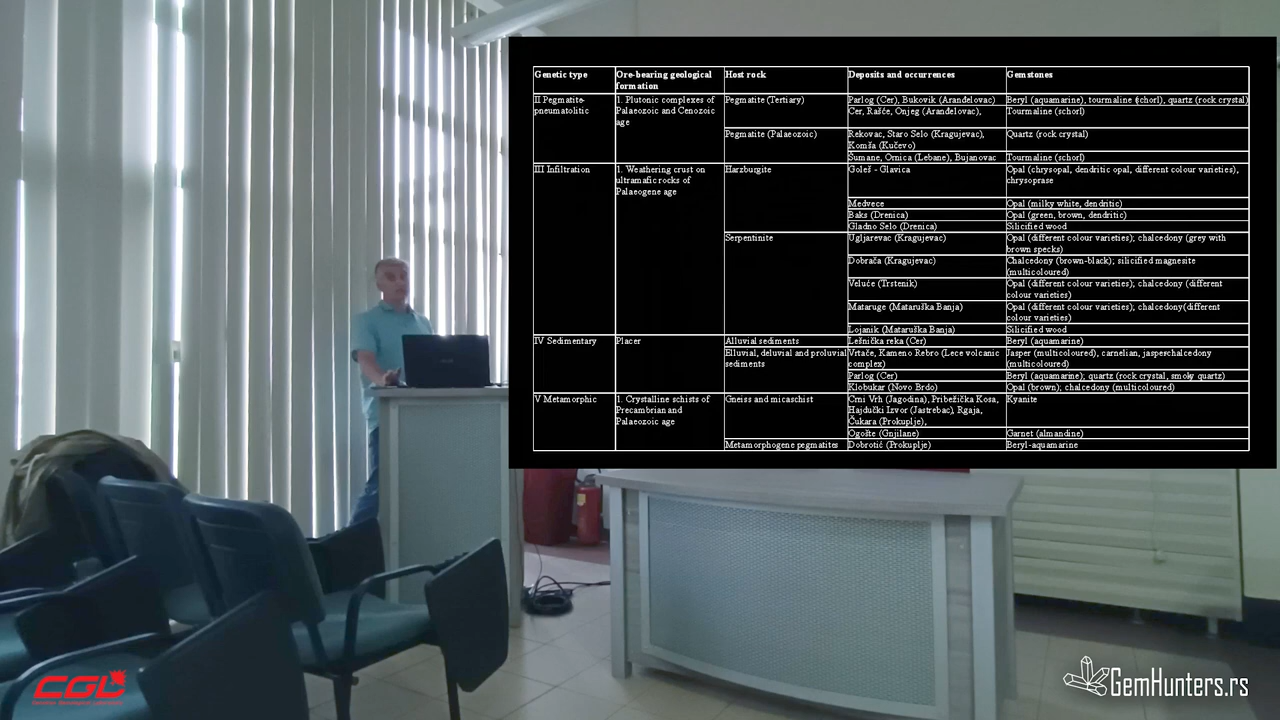 Genetic type
Ore-bearing geological
formation
Host rock
Deposits and occurrences
Gemstones
II Pegmatite-
pneumatolitic
1. Plutonic complexes of
Palaeozoic and Cenozoic
age
Pegmatite (Tertiary)
Parlog (Cer), Bukovik (Aranđelovac)
Beryl (aquamarine), tourmaline (schorl), quartz (rock crystal)
Cer, Rašče, Onjeg (Aranđelovac),
Tourmaline (schorl)
Pegmatite (Palaeozoic)
Rekovac, Staro Selo (Kragujevac),
Komša (Kučevo)
Quartz (rock crystal)
Šumane, Ornica (Lebane), Bujanovac
Tourmaline (schorl)
III Infiltration
1. Weathering crust on
ultramafic rocks of
Palaeogene age
Harzburgite
Goleš - Glavica
Opal (chrysopal, dendritic opal, different colour varieties),
chrysoprase
Medvece
Opal (milky white, dendritic)
Baks (Drenica)
Opal (green, brown, dendritic)
Gladno Selo (Drenica)
Silicified wood
Serpentinite
Ugljarevac (Kragujevac)
Opal (different colour varieties); chalcedony (grey with
brown specks)
Dobrača (Kragujevac)
Chalcedony (brown-black); silicified magnesite
(multicoloured)
Veluće (Trstenik)
Opal (different colour varieties); chalcedony (different
colour varieties)
Mataruge (Mataruška Banja)
Opal (different colour varieties); chalcedony(different
colour varieties)
Lojanik (Mataruška Banja)
Silicified wood
IV Sedimentary
Placer
Alluvial sediments
Lešnička reka (Cer)
Beryl (aquamarine)
Elluvial, deluvial and proluvial
sediments
Vrtače, Kameno Rebro (Lece volcanic
complex)
Jasper (multicoloured), carnelian, jasperchalcedony
(multicoloured)
Parlog (Cer)
Beryl (aquamarine); quartz (rock crystal, smoky quartz)
Klobukar (Novo Brdo)
Opal (brown); chalcedony (multicoloured)
V Metamorphic
1. Crystalline schists of
Precambrian and
Palaeozoic age
Gneiss and micaschist
Crni Vrh (Jagodina), Pribežička Kosa,
Hajdučki Izvor (Jastrebac), Rgaja,
Čukara (Prokuplje),
Kyanite
Ogošte (Gnjilane)
Garnet (almandine)
Metamorphogene pegmatites
Dobrotić (Prokuplje)
Beryl-aquamarine
CGL
GemHunters.rs